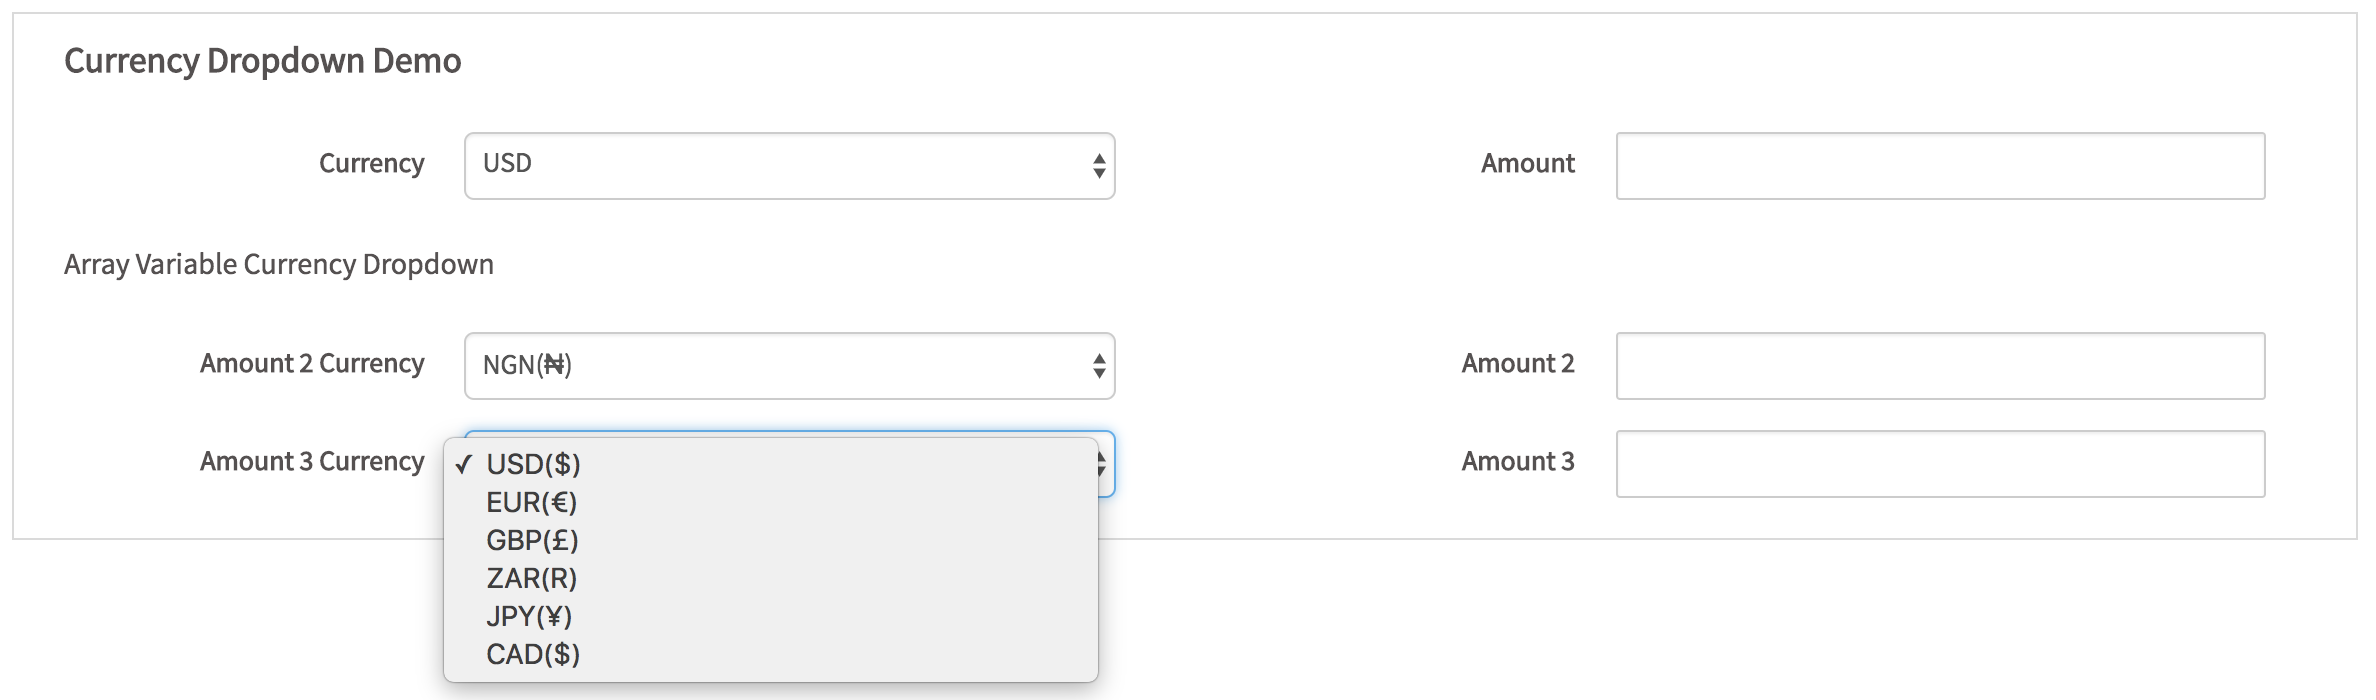 Currency Dropdown Demo
Currency USD Amount
Array Variable Currency Dropdown
Amount 2 Currency NGN(₦) Amount 2
Amount 3 Currency ✓ USD($) Amount 3
EUR(€)
GBP(£)
ZAR(R)
JPY(¥)
CAD($)